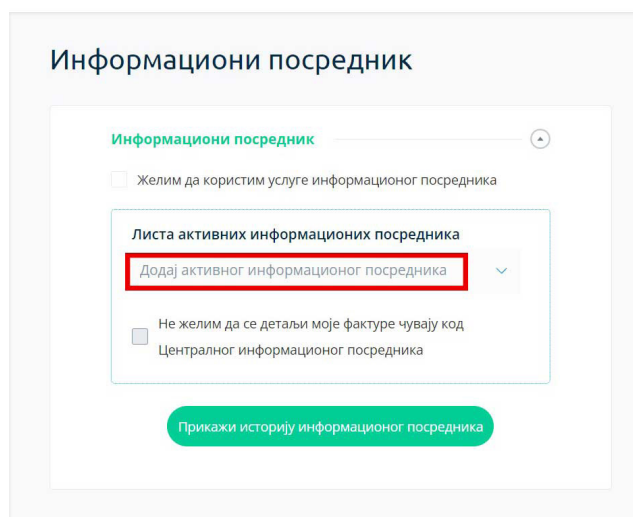 Информациони посредник
Информациони посредник
Желим да користим услуге информационог посредника
Листа активних информационих посредника
Додај активног информационог посредника
Не желим да се детаљи моје фактуре чувају код
Централног информационог посредника
Прикажи историју информационог посредника